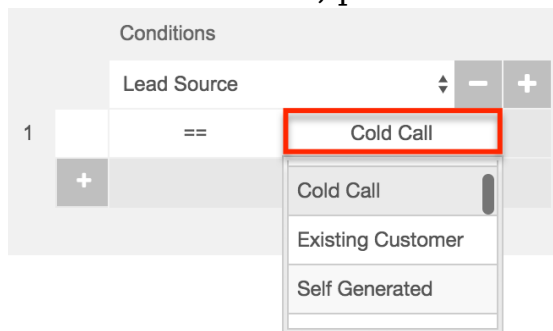 Conditions
Lead Source
1 == Cold Call
Cold Call
Existing Customer
Self Generated